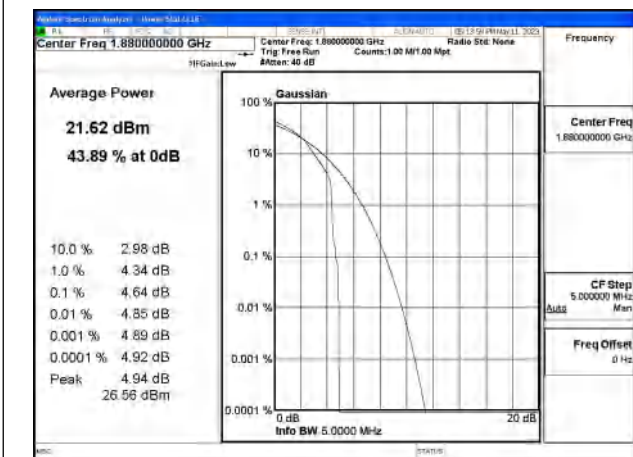 Center Freq 1.880000000 GHz
#IFGain:Low
Center Freq: 1.880000000 GHz
Trig: Free Run
Counts:1.00 M/1.00 Mpt
#Atten: 40 dB
Radio Std: None
Frequency
Average Power
21.62 dBm
43.89 % at 0dB
10.0 % 2.98 dB
1.0 % 4.34 dB
0.1 % 4.64 dB
0.01 % 4.85 dB
0.001 % 4.89 dB
0.0001 % 4.92 dB
Peak 4.94 dB
26.56 dBm
Gaussian
100 %
10 %
1 %
0.1 %
0.01 %
0.001 %
0.0001 %
0 dB
20 dB
Info BW 5.0000 MHz
Center Freq
1.880000000 GHz
CF Step
5.000000 MHz
Auto Man
Freq Offset
0 Hz
MSG
STATUS